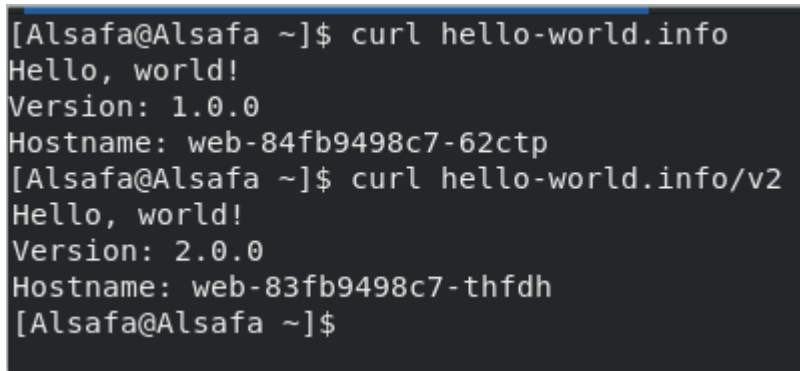 [Alsafa@Alsafa ~]$ curl hello-world.info
Hello, world!
Version: 1.0.0
Hostname: web-84fb9498c7-62ctp
[Alsafa@Alsafa ~]$ curl hello-world.info/v2
Hello, world!
Version: 2.0.0
Hostname: web-83fb9498c7-thfdh
[Alsafa@Alsafa ~]$